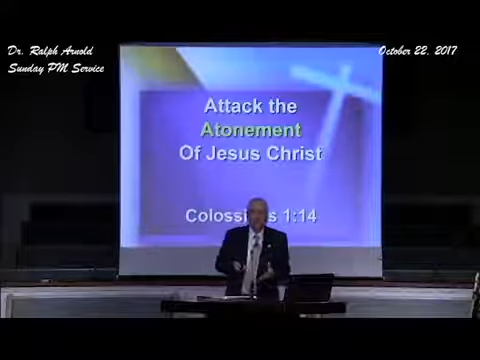 Dr. Ralph Arnold
Sunday PM Service
October 22, 2017
Attack the
Atonement
Of Jesus Christ
1:14